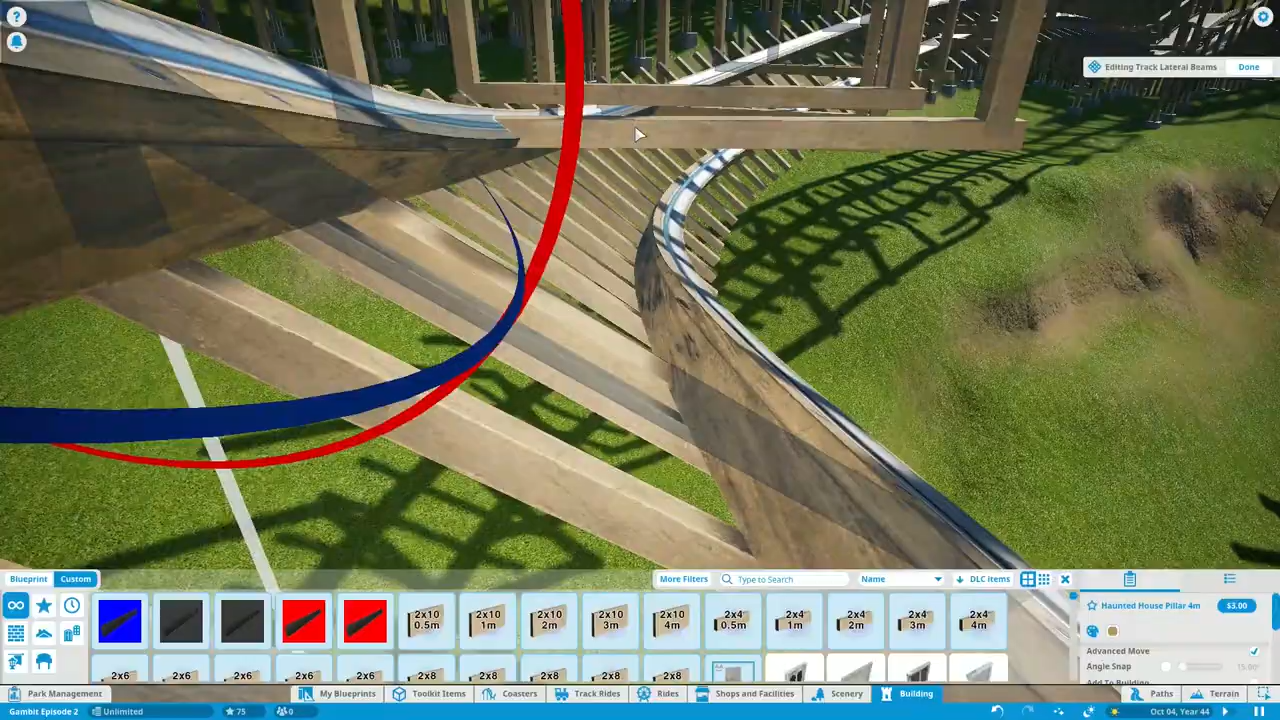 ?
Editing Track Lateral Beams Done
Blueprint Custom More Filters Type to Search Name DLC Items
2x10 0.5m
2x10 1m
2x10 2m
2x10 3m
2x10 4m
2x4 0.5m
2x4 1m
2x4 2m
2x4 3m
2x4 4m
2x6 2x6 2x6 2x6 2x6 2x8 2x8 2x8 2x8 2x8
Haunted House Pillar 4m $3.00
Advanced Move
Angle Snap 15.00°
Park Management My Blueprints Toolkit Items Coasters Track Rides Rides Shops and Facilities Scenery Building Paths Terrain
Gambit Episode 2 Unlimited 75 0 Oct 04, Year 44